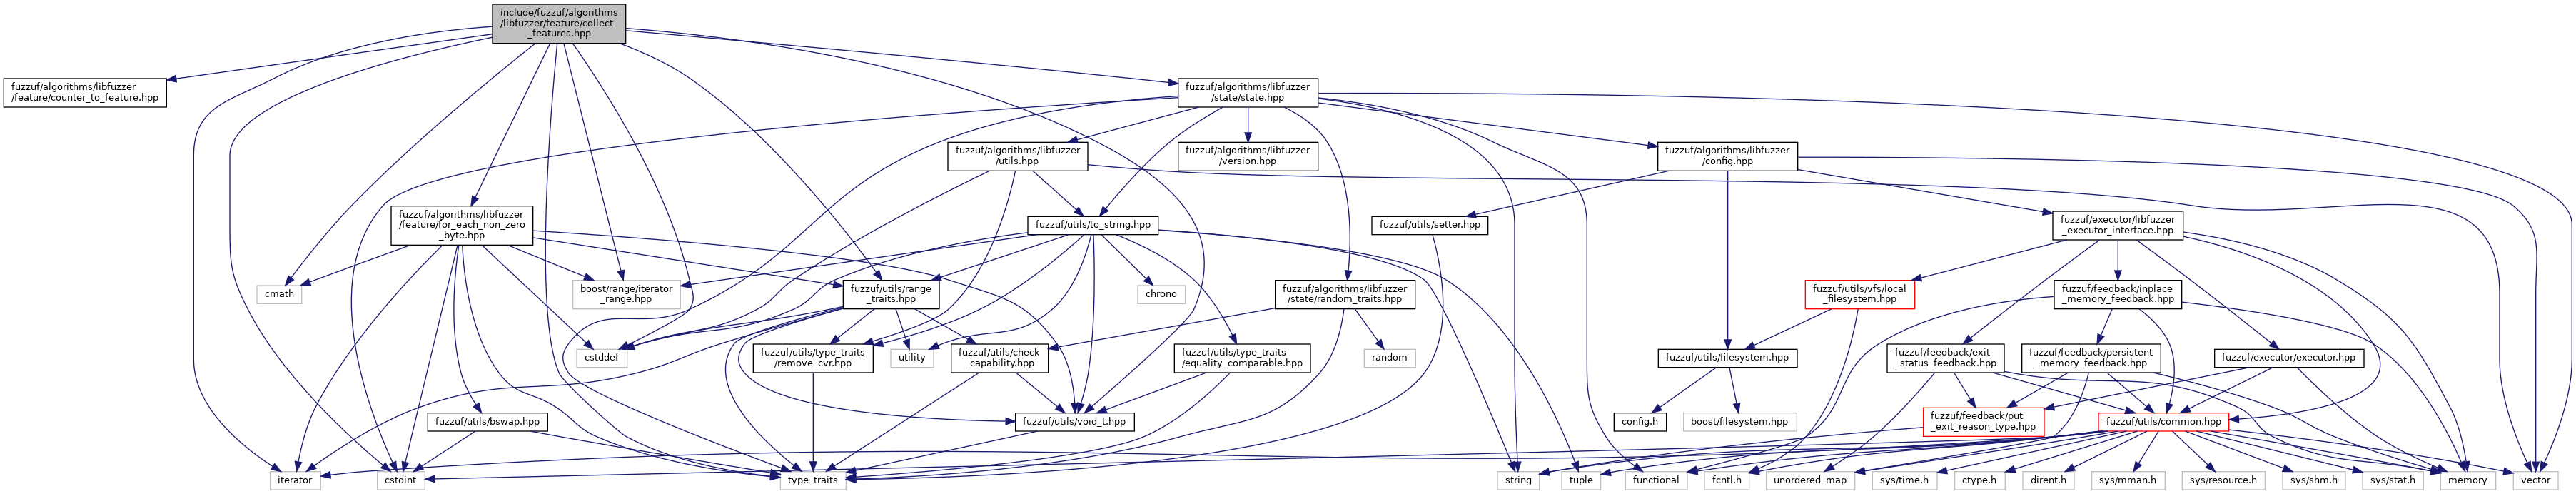 include/fuzzuf/algorithms
/libfuzzer/feature/collect
_features.hpp
fuzzuf/algorithms/libfuzzer
/feature/counter_to_feature.hpp
fuzzuf/algorithms/libfuzzer
/state/state.hpp
fuzzuf/algorithms/libfuzzer
/utils.hpp
fuzzuf/algorithms/libfuzzer
/version.hpp
fuzzuf/algorithms/libfuzzer
/config.hpp
fuzzuf/algorithms/libfuzzer
/feature/for_each_non_zero
_byte.hpp
fuzzuf/utils/to_string.hpp
fuzzuf/utils/setter.hpp
fuzzuf/executor/libfuzzer
_executor_interface.hpp
cmath
boost/range/iterator
_range.hpp
fuzzuf/utils/range
_traits.hpp
chrono
fuzzuf/algorithms/libfuzzer
/state/random_traits.hpp
fuzzuf/utils/vfs/local
_filesystem.hpp
fuzzuf/feedback/inplace
_memory_feedback.hpp
cstddef
fuzzuf/utils/type_traits
/remove_cvr.hpp
utility
fuzzuf/utils/check
_capability.hpp
fuzzuf/utils/type_traits
/equality_comparable.hpp
random
fuzzuf/utils/filesystem.hpp
fuzzuf/feedback/exit
_status_feedback.hpp
fuzzuf/feedback/persistent
_memory_feedback.hpp
fuzzuf/executor/executor.hpp
fuzzuf/utils/bswap.hpp
fuzzuf/utils/void_t.hpp
config.h
boost/filesystem.hpp
fuzzuf/feedback/put
_exit_reason_type.hpp
fuzzuf/utils/common.hpp
iterator
cstdint
type_traits
string
tuple
functional
fcntl.h
unordered_map
sys/time.h
ctype.h
dirent.h
sys/mman.h
sys/resource.h
sys/shm.h
sys/stat.h
memory
vector